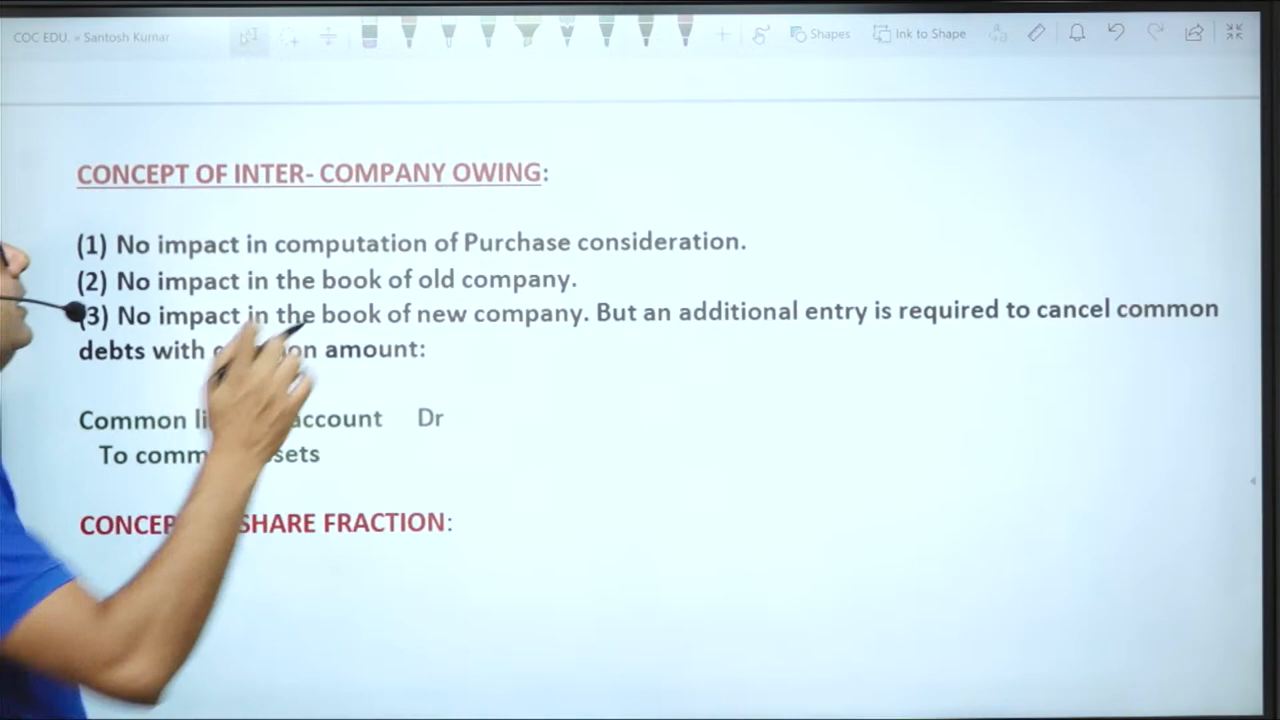 COC EDU. » Santosh Kumar
Shapes
Ink to Shape
CONCEPT OF INTER- COMPANY OWING:
(1) No impact in computation of Purchase consideration.
(2) No impact in the book of old company.
(3) No impact in the book of new company. But an additional entry is required to cancel common
debts with amount:
Common account Dr
To
SHARE FRACTION: